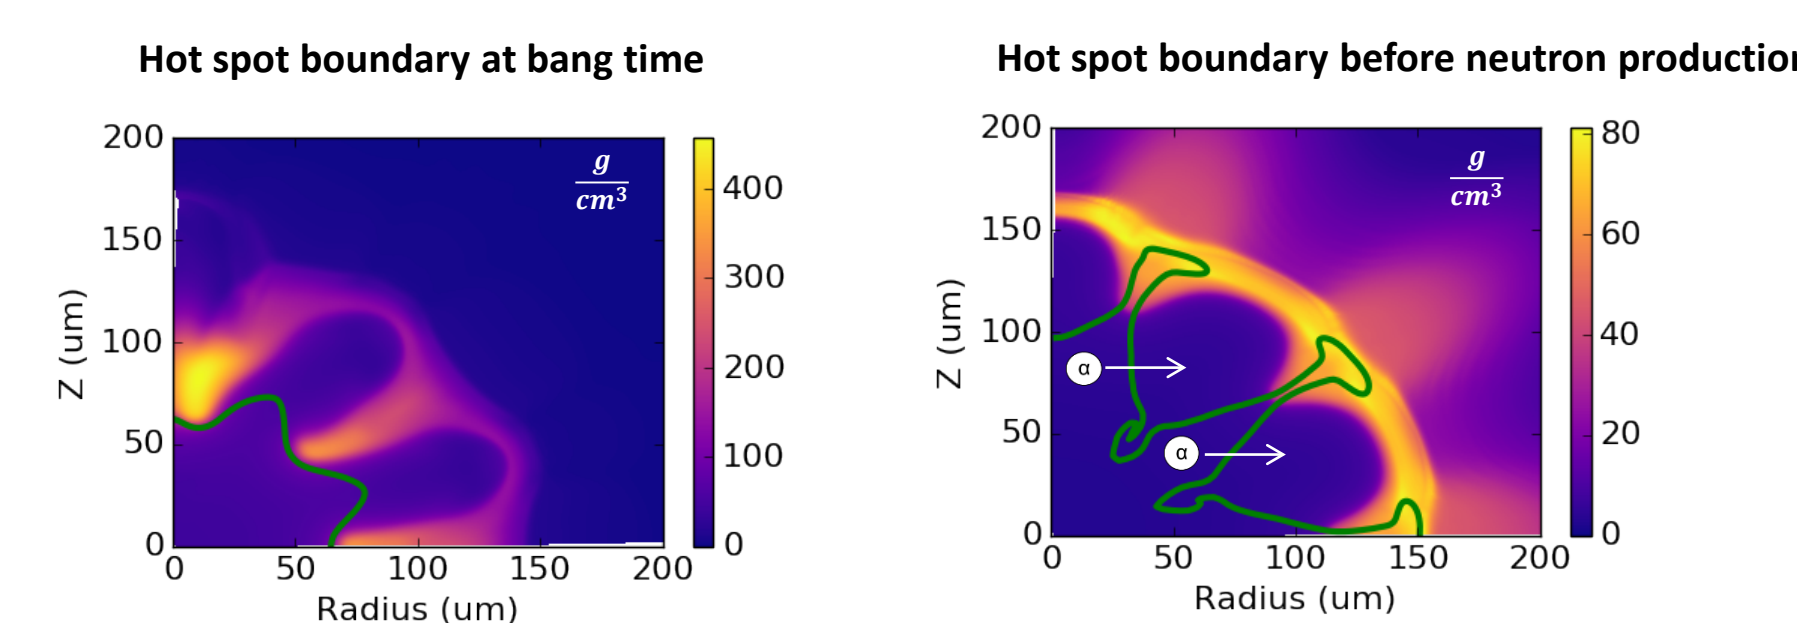 Hot spot boundary at bang time
200
150
100
50
0
0 50 100 150 200
Z (um)
Radius (um)
g
cm³
400
300
200
100
0
Hot spot boundary before neutron production
200
150
100
50
0
0 50 100 150 200
Z (um)
Radius (um)
g
cm³
α
α
80
60
40
20
0